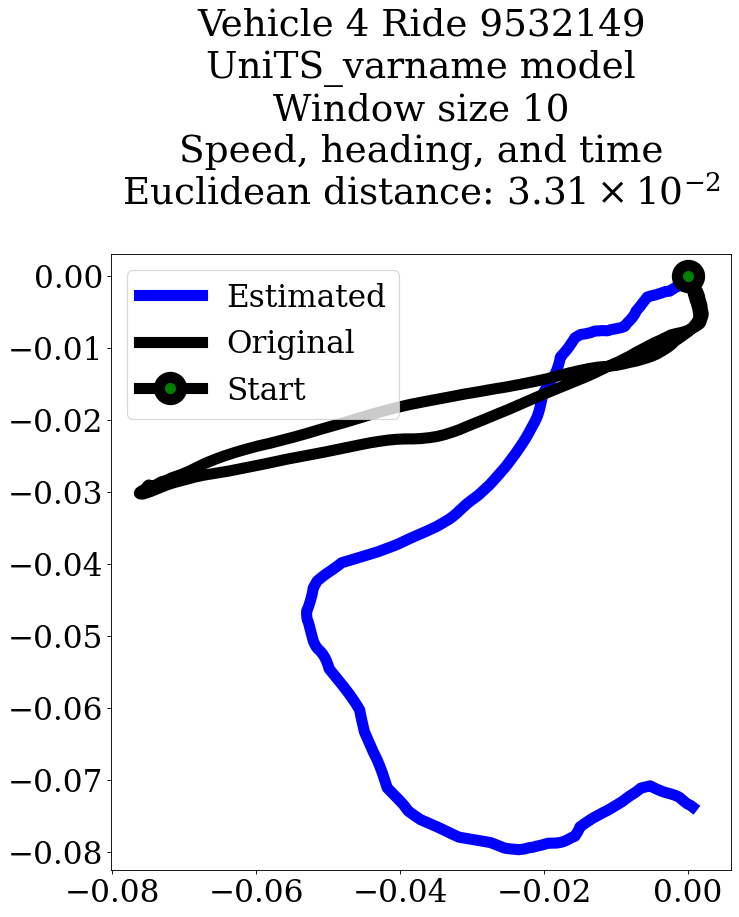 Vehicle 4 Ride 9532149
UniTS_varname model
Window size 10
Speed, heading, and time
Euclidean distance: 3.31 × 10⁻²
Estimated
Original
Start
0.00
−0.01
−0.02
−0.03
−0.04
−0.05
−0.06
−0.07
−0.08
−0.08 −0.06 −0.04 −0.02 0.00